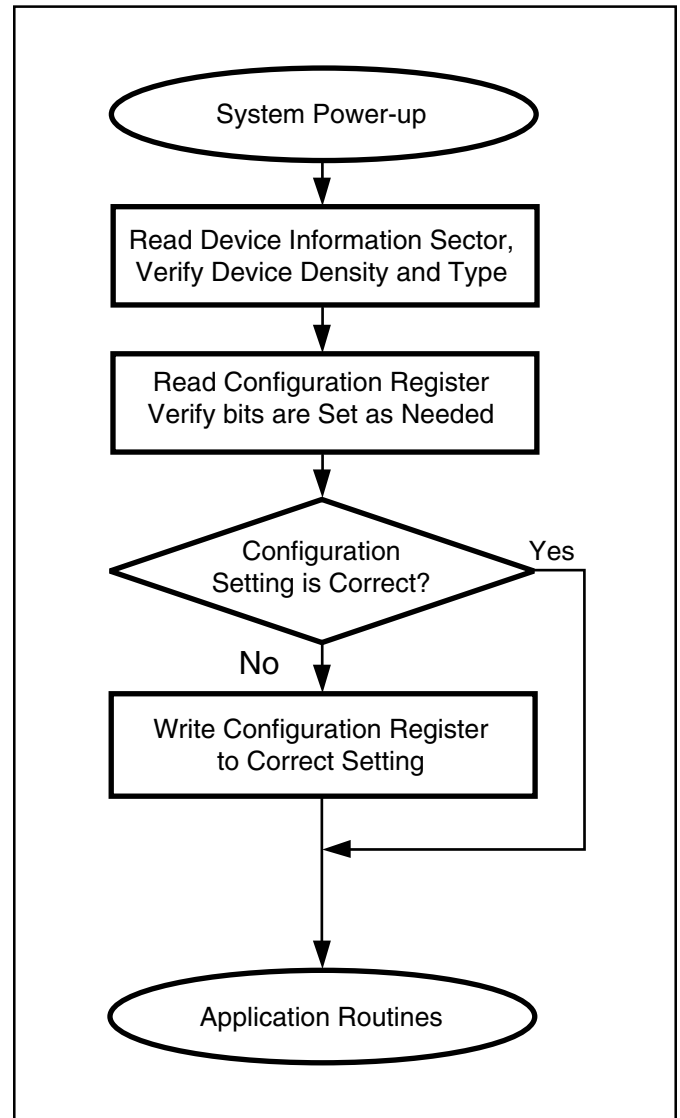 System Power-up
Read Device Information Sector,
Verify Device Density and Type
Read Configuration Register
Verify bits are Set as Needed
Configuration
Setting is Correct?
Yes
No
Write Configuration Register
to Correct Setting
Application Routines